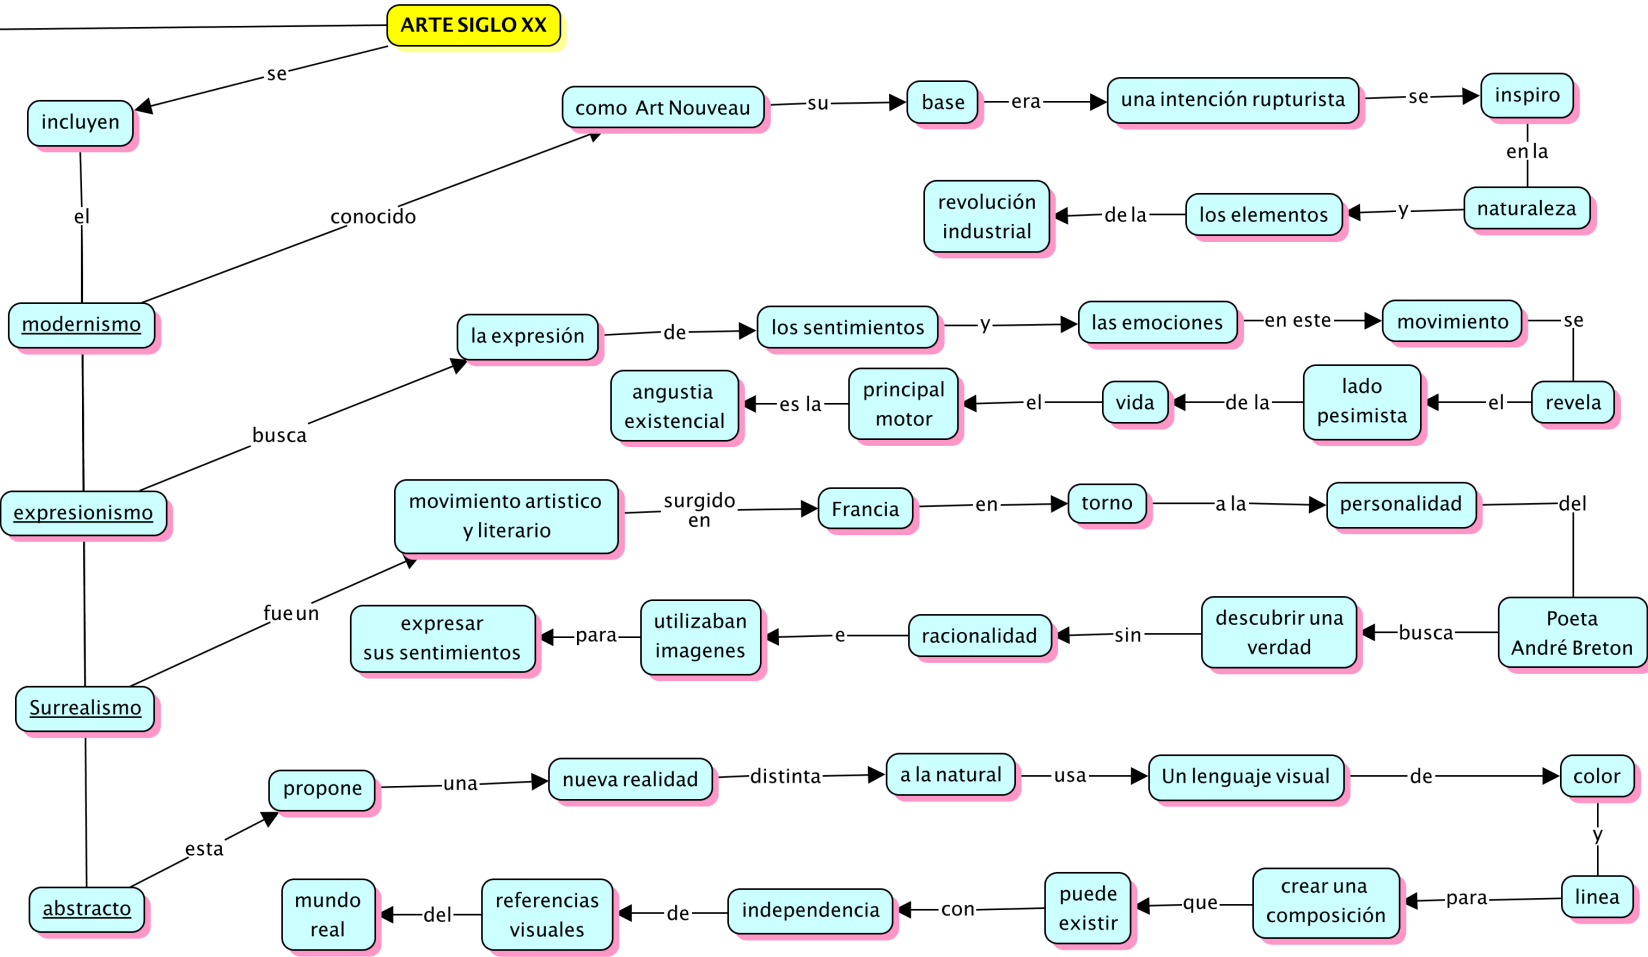 ARTE SIGLO XX
se
incluyen
el
modernismo
conocido
como Art Nouveau
su
base
era
una intención rupturista
se
inspiro
en la
naturaleza
y
los elementos
de la
revolución
industrial
expresionismo
busca
la expresión
de
los sentimientos
y
las emociones
en este
movimiento
se
revela
el
lado
pesimista
de la
vida
el
principal
motor
es la
angustia
existencial
Surrealismo
fue un
movimiento artistico
y literario
surgido
en
Francia
en
torno
a la
personalidad
del
Poeta
André Breton
busca
descubrir una
verdad
sin
racionalidad
e
utilizaban
imagenes
para
expresar
sus sentimientos
abstracto
esta
propone
una
nueva realidad
distinta
a la natural
usa
Un lenguaje visual
de
color
y
linea
para
crear una
composición
que
puede
existir
con
independencia
de
referencias
visuales
del
mundo
real